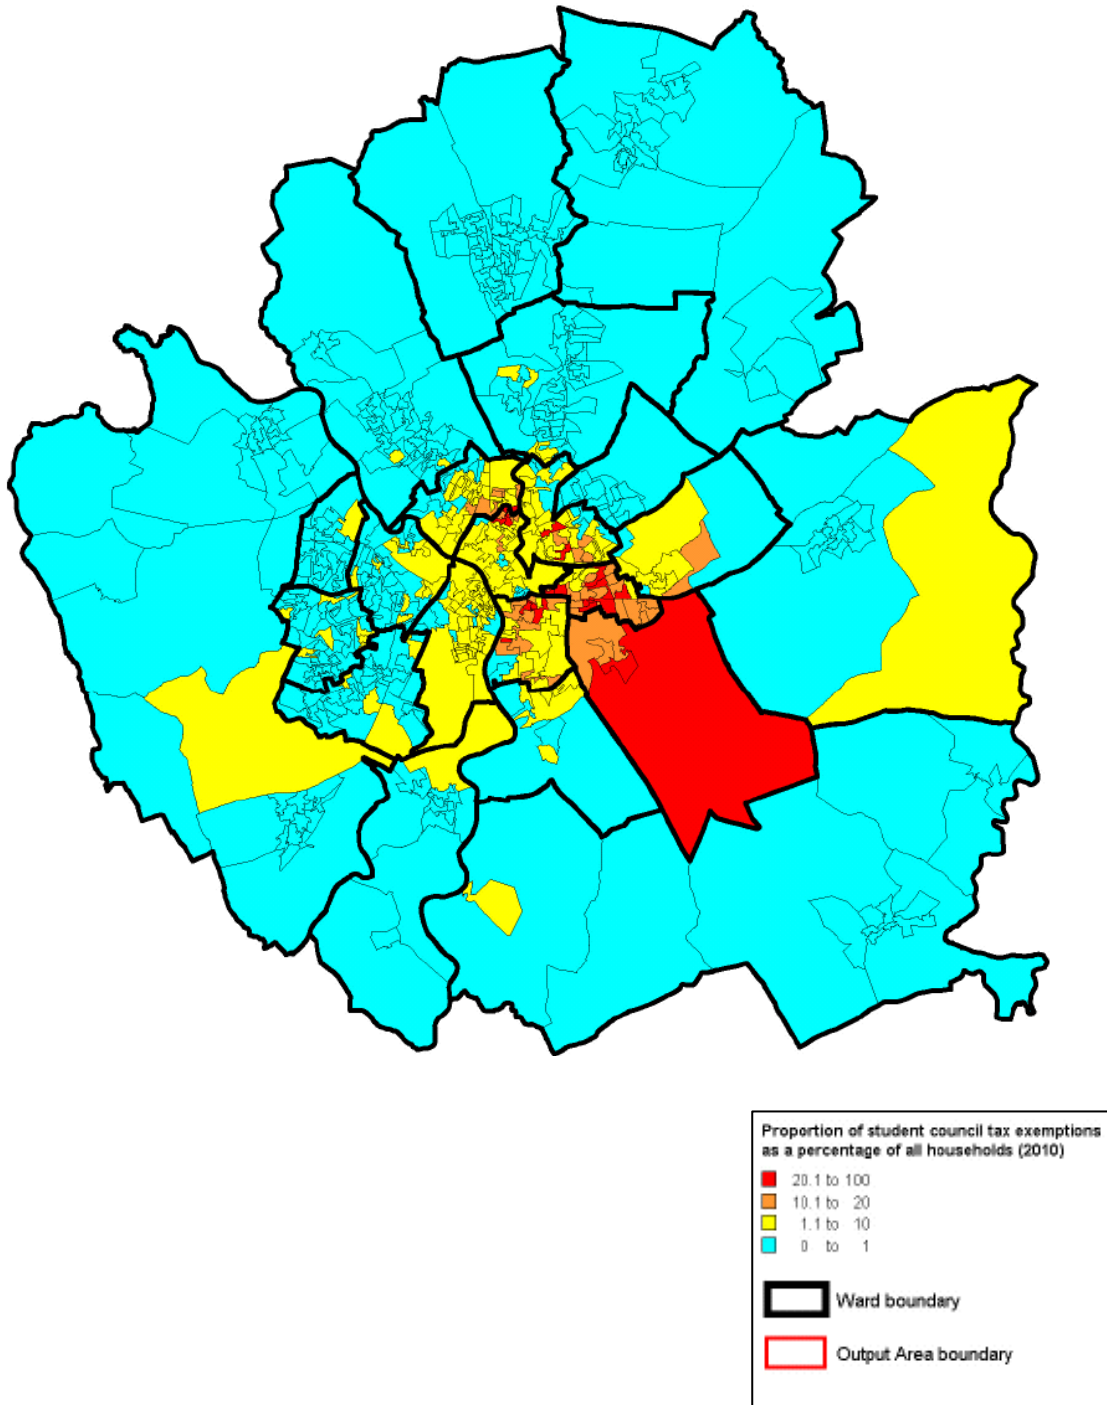 Proportion of student council tax exemptions
as a percentage of all households (2010)
20.1 to 100
10.1 to 20
1.1 to 10
0 to 1
Ward boundary
Output Area boundary